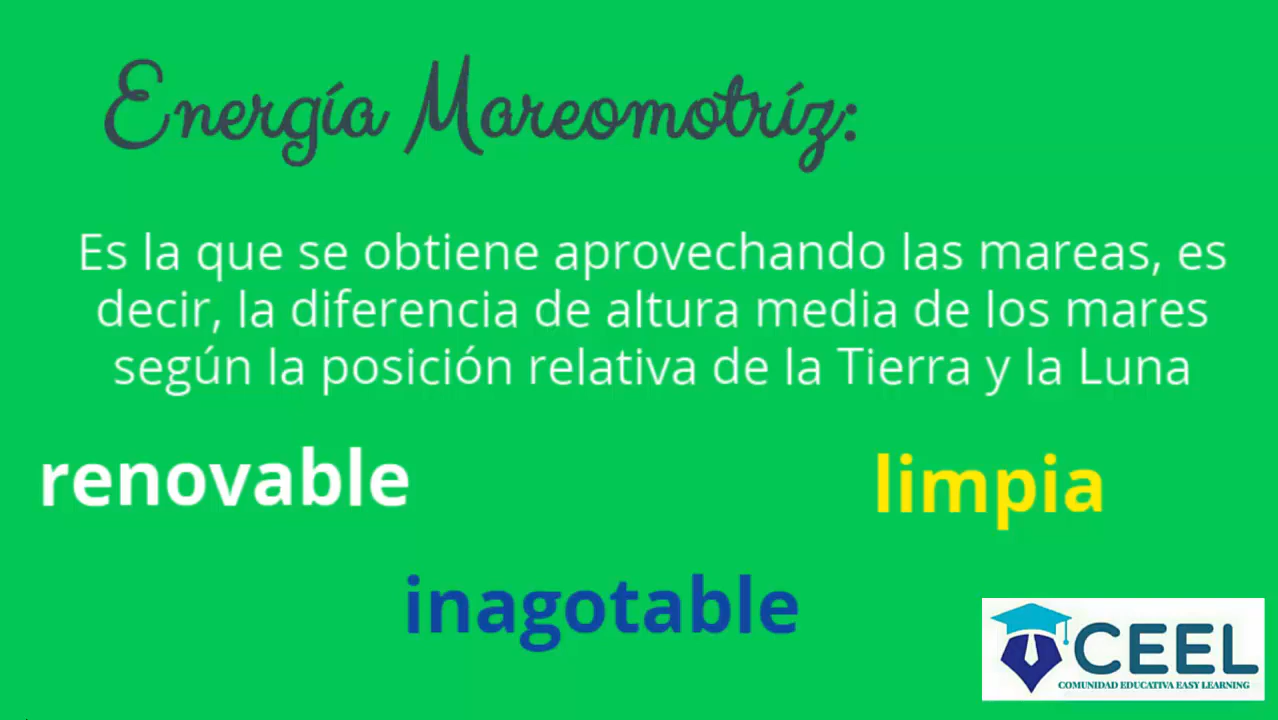 Energía Mareomotríz:
Es la que se obtiene aprovechando las mareas, es
decir, la diferencia de altura media de los mares
según la posición relativa de la Tierra y la Luna
renovable
limpia
inagotable
CEEL
COMUNIDAD EDUCATIVA EASY LEARNING